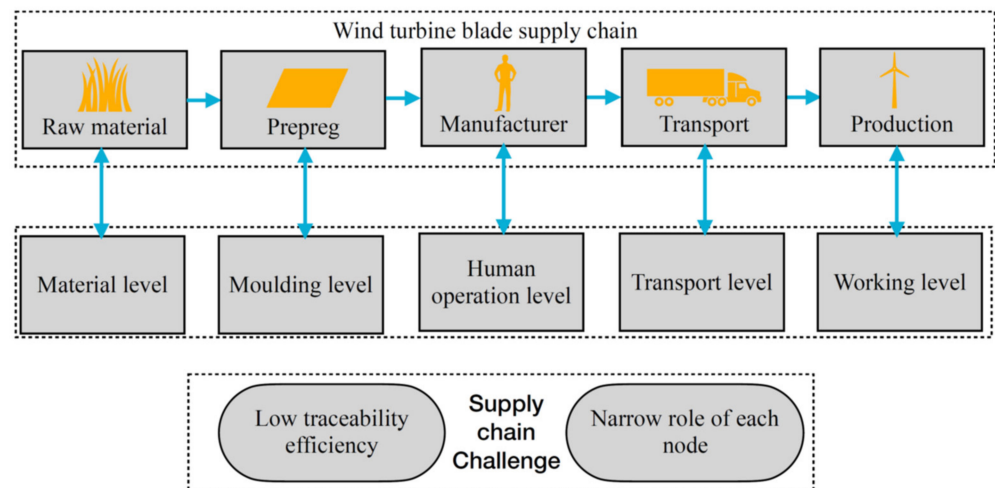 Wind turbine blade supply chain
Raw material
Prepreg
Manufacturer
Transport
Production
Material level
Moulding level
Human
operation level
Transport level
Working level
Low traceability
efficiency
Supply
chain
Challenge
Narrow role of each
node